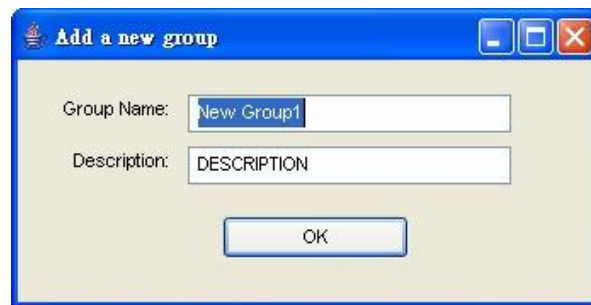 Add a new group
Group Name: New Group1
Description: DESCRIPTION
OK